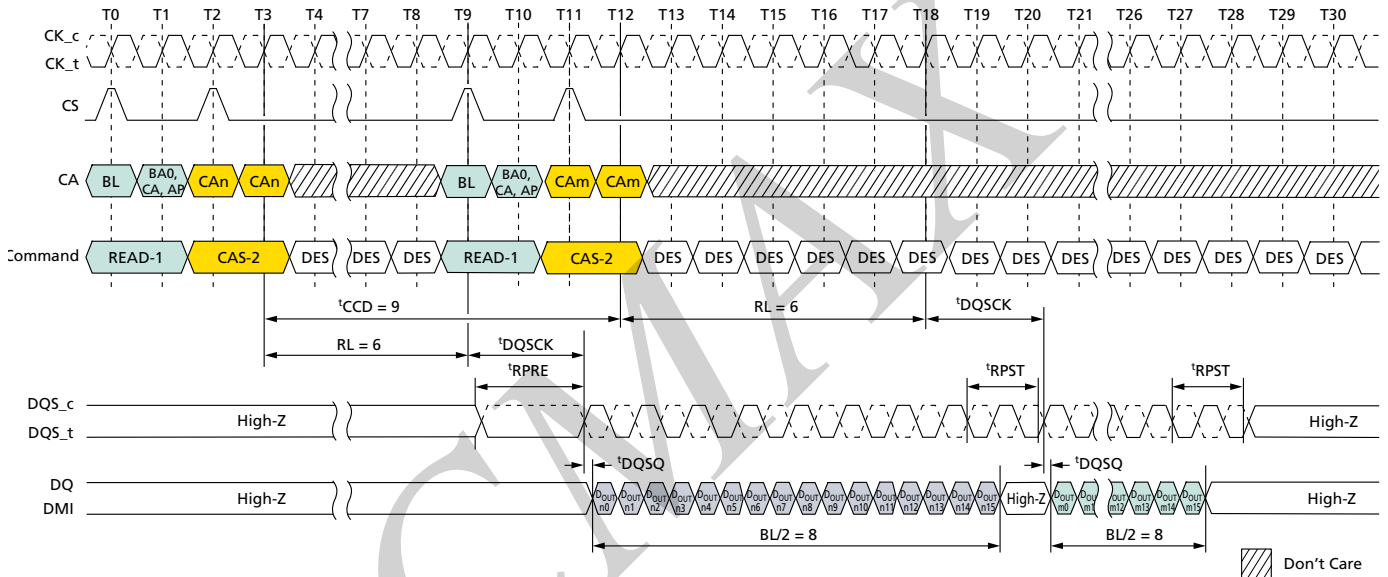 T0 T1 T2 T3 T4 T7 T8 T9 T10 T11 T12 T13 T14 T15 T16 T17 T18 T19 T20 T21 T26 T27 T28 T29 T30
CK_c
CK_t
CS
CA BL BA0, CA, AP CAn CAn BL BA0, CA, AP CAm CAm
Command READ-1 CAS-2 DES DES DES READ-1 CAS-2 DES DES DES DES DES DES DES DES DES DES DES DES DES DES
tCCD = 9 RL = 6 tDQSCK
RL = 6 tDQSCK
tRPRE tRPST tRPST
DQS_c
High-Z High-Z
DQS_t
tDQSQ tDQSQ
DQ
DMI
High-Z DOUT n0 DOUT n1 DOUT n2 DOUT n3 DOUT n4 DOUT n5 DOUT n6 DOUT n7 DOUT n8 DOUT n9 DOUT n10 DOUT n11 DOUT n12 DOUT n13 DOUT n14 DOUT n15 High-Z DOUT m0 DOUT m1 DOUT m12 DOUT m13 DOUT m14 DOUT m15 High-Z
BL/2 = 8 BL/2 = 8
Don't Care
CMAX